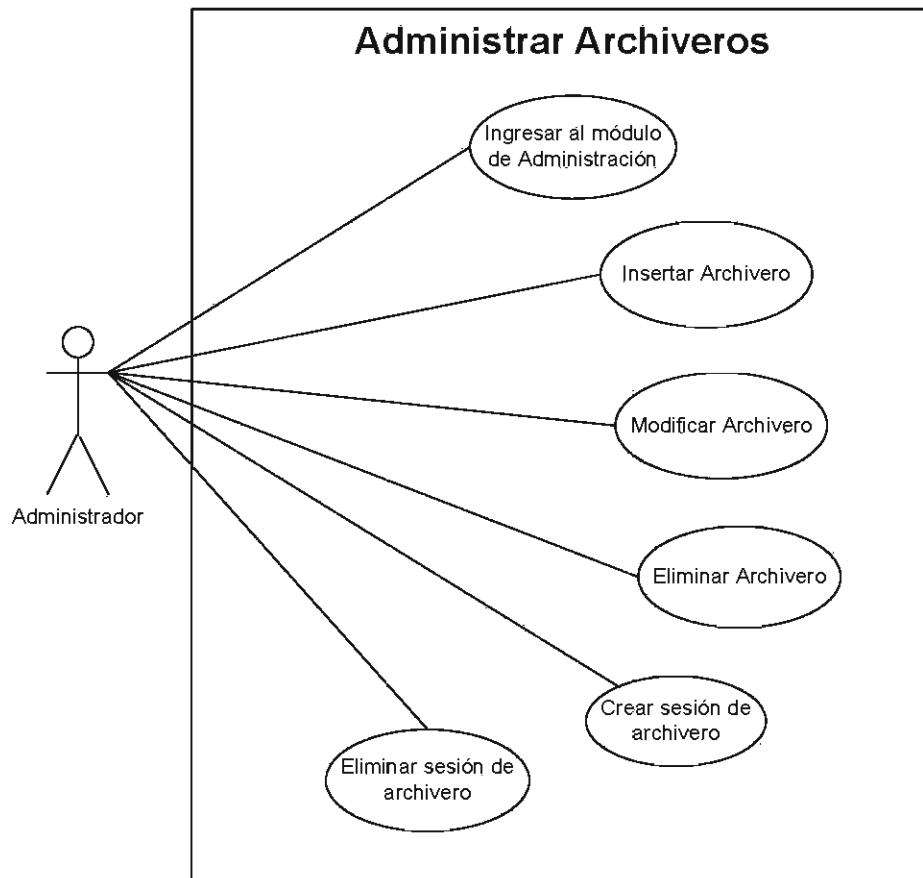 Administrar Archiveros
Ingresar al módulo
de Administración
Insertar Archivero
Modificar Archivero
Administrador
Eliminar Archivero
Crear sesión de
archivero
Eliminar sesión de
archivero